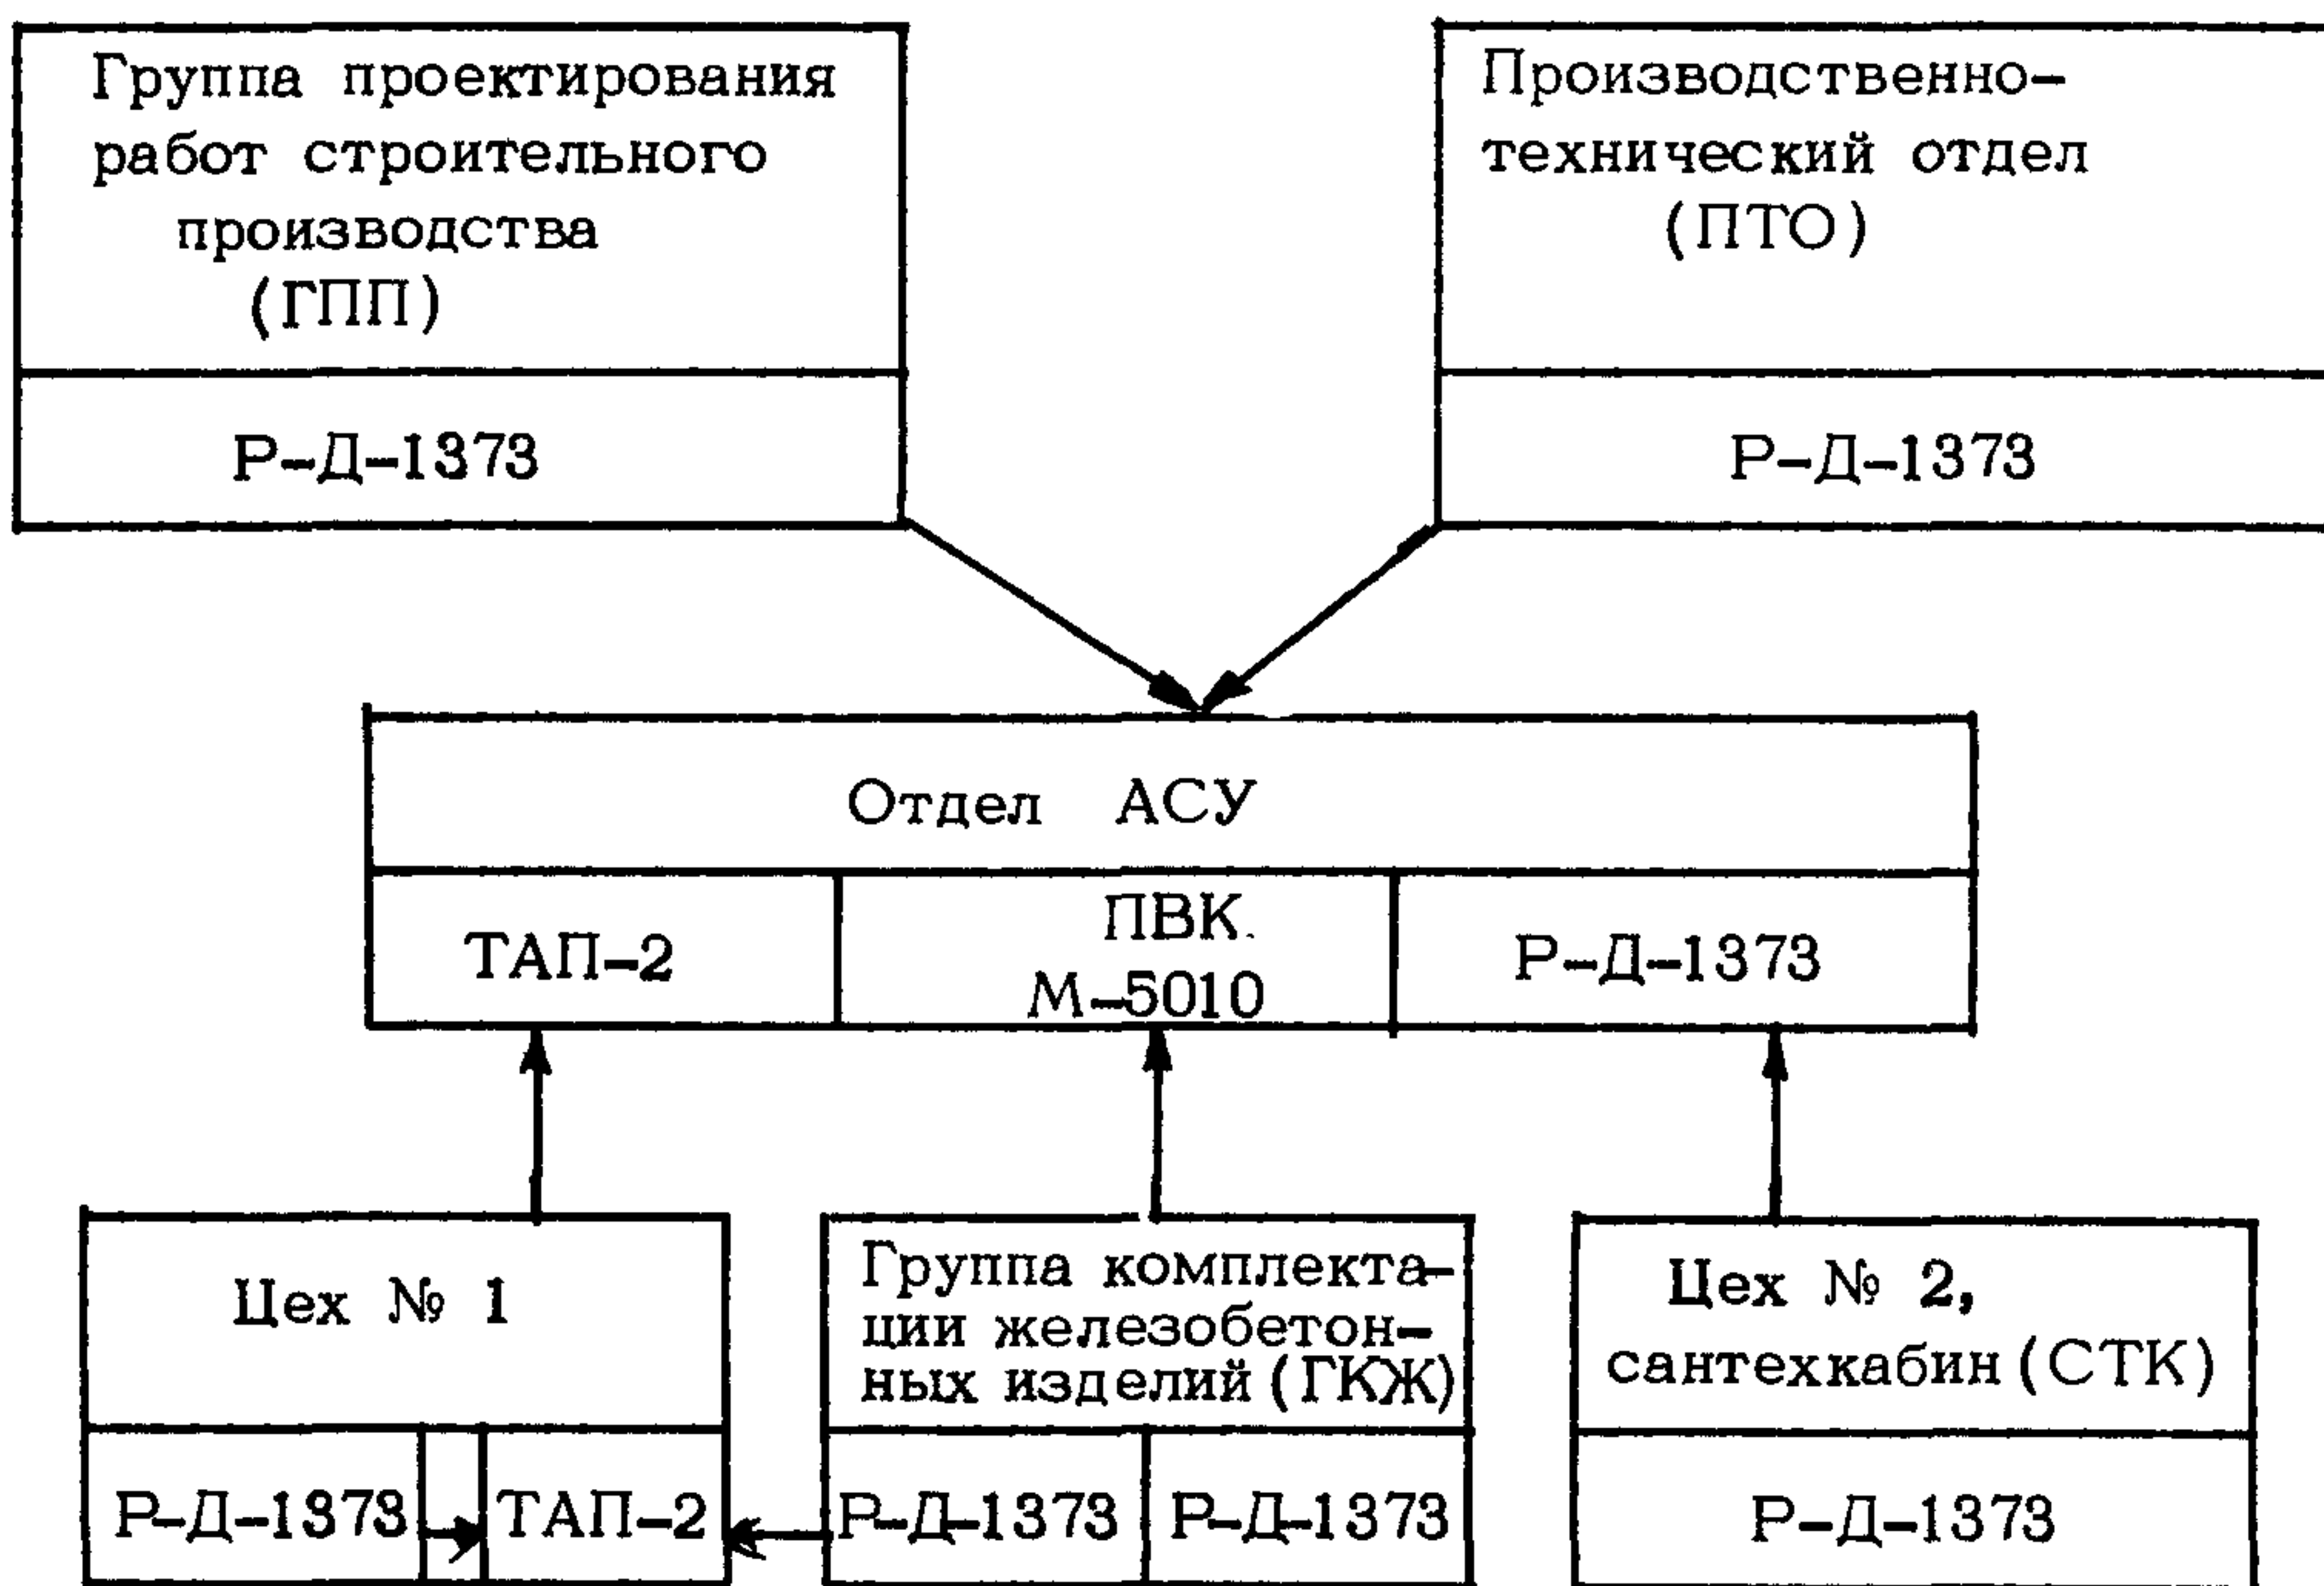 Группа проектирования
работ строительного
производства
(ГПП)
Р-Д-1373
Производственно-
технический отдел
(ПТО)
Р-Д-1373
Отдел АСУ
ТАП-2
ПВК
М-5010
Р-Д-1373
Цех № 1
Р-Д-1373
ТАП-2
Группа комплекта-
ции железобетон-
ных изделий (ГКЖ)
Р-Д-1373
Р-Д-1373
Цех № 2,
сантехкабин (СТК)
Р-Д-1373